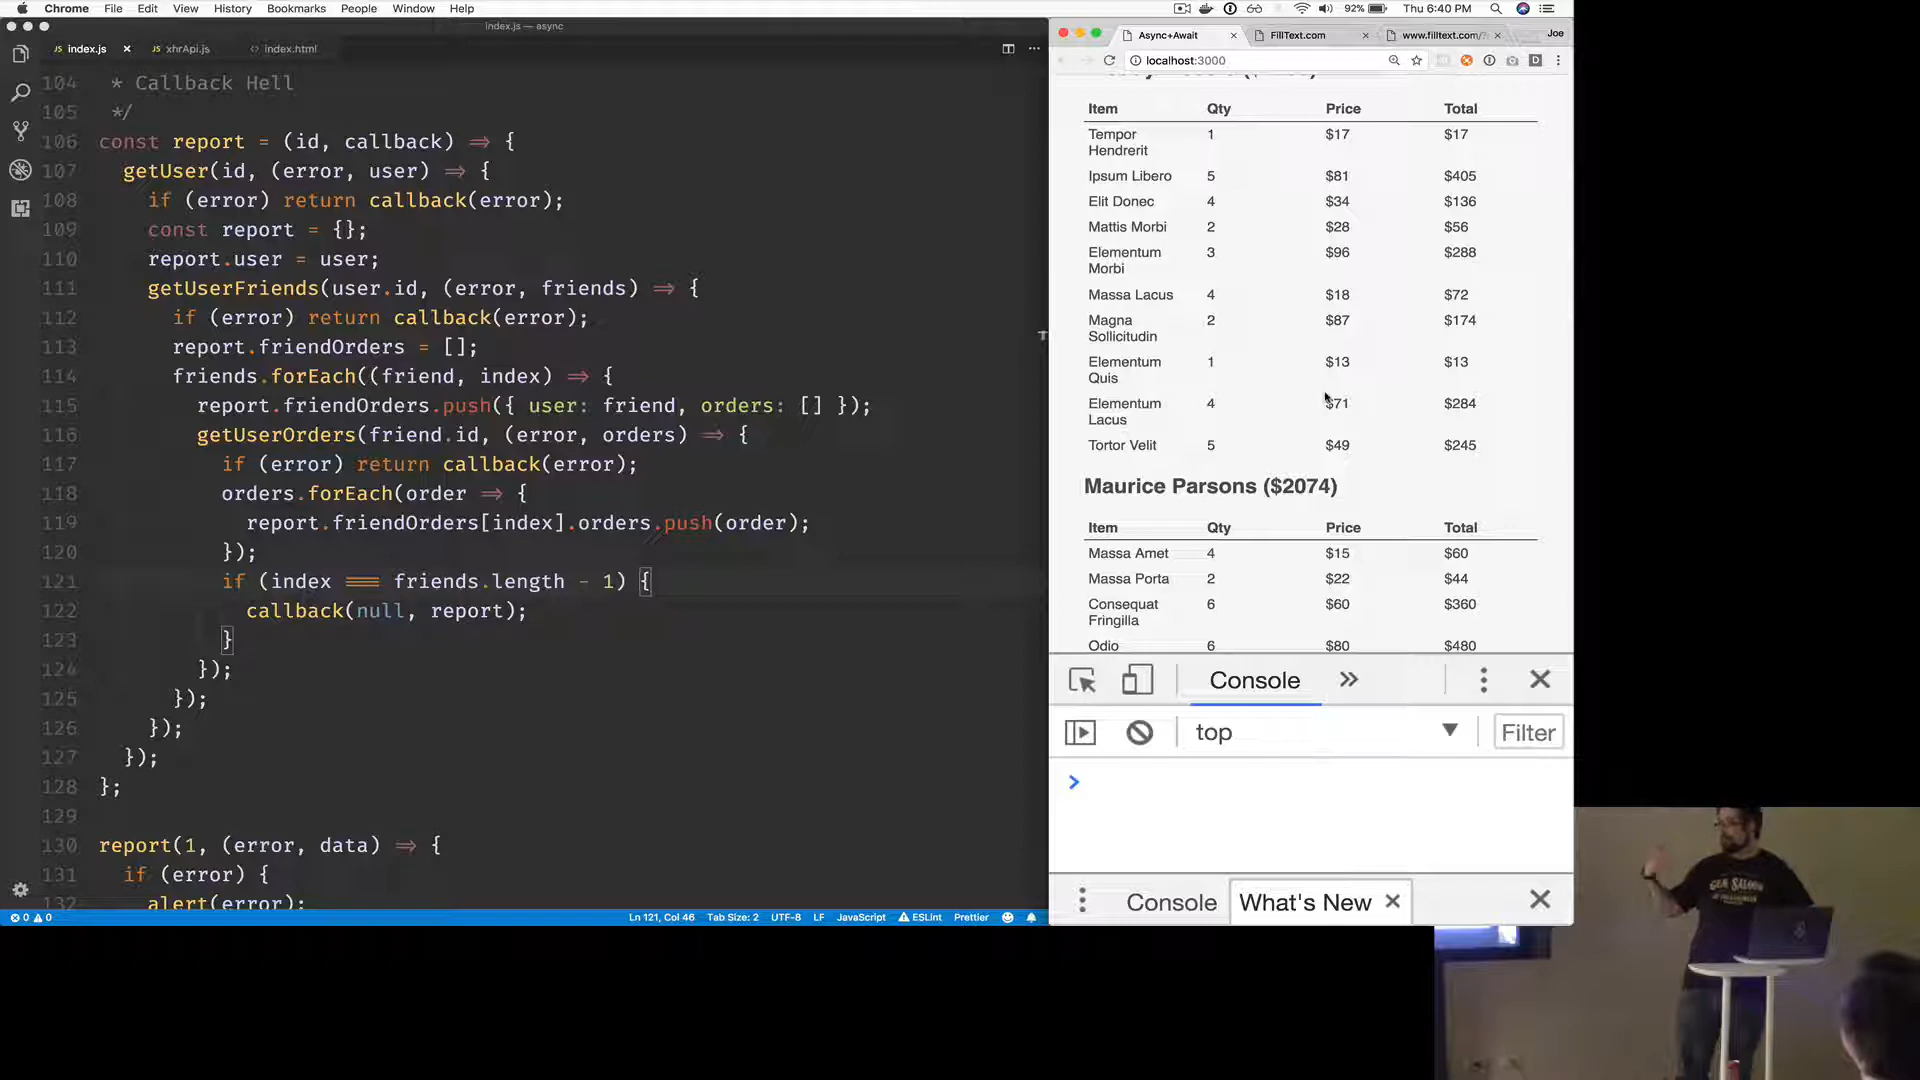 Chrome File Edit View History Bookmarks People Window Help
92% Thu 6:40 PM
index.js — async
index.js xhrApi.js index.html
104 * Callback Hell
105 */
106 const report = (id, callback) => {
107 getUser(id, (error, user) => {
108 if (error) return callback(error);
109 const report = {};
110 report.user = user;
111 getUserFriends(user.id, (error, friends) => {
112 if (error) return callback(error);
113 report.friendOrders = [];
114 friends.forEach((friend, index) => {
115 report.friendOrders.push({ user: friend, orders: [] });
116 getUserOrders(friend.id, (error, orders) => {
117 if (error) return callback(error);
118 orders.forEach(order => {
119 report.friendOrders[index].orders.push(order);
120 });
121 if (index === friends.length - 1) {
122 callback(null, report);
123 }
124 });
125 });
126 });
127 });
128 };
129
130 report(1, (error, data) => {
131 if (error) {
132 alert(error);
0 0 Ln 121, Col 46 Tab Size: 2 UTF-8 LF JavaScript ESLint Prettier
Async+Await FillText.com www.filltext.com/? Joe
localhost:3000
Item Qty Price Total
Tempor Hendrerit 1 $17 $17
Ipsum Libero 5 $81 $405
Elit Donec 4 $34 $136
Mattis Morbi 2 $28 $56
Elementum Morbi 3 $96 $288
Massa Lacus 4 $18 $72
Magna Sollicitudin 2 $87 $174
Elementum Quis 1 $13 $13
Elementum Lacus 4 $71 $284
Tortor Velit 5 $49 $245
Maurice Parsons ($2074)
Item Qty Price Total
Massa Amet 4 $15 $60
Massa Porta 2 $22 $44
Consequat Fringilla 6 $60 $360
Odio 6 $80 $480
Console
top Filter
Console What's New
GEM SALOON